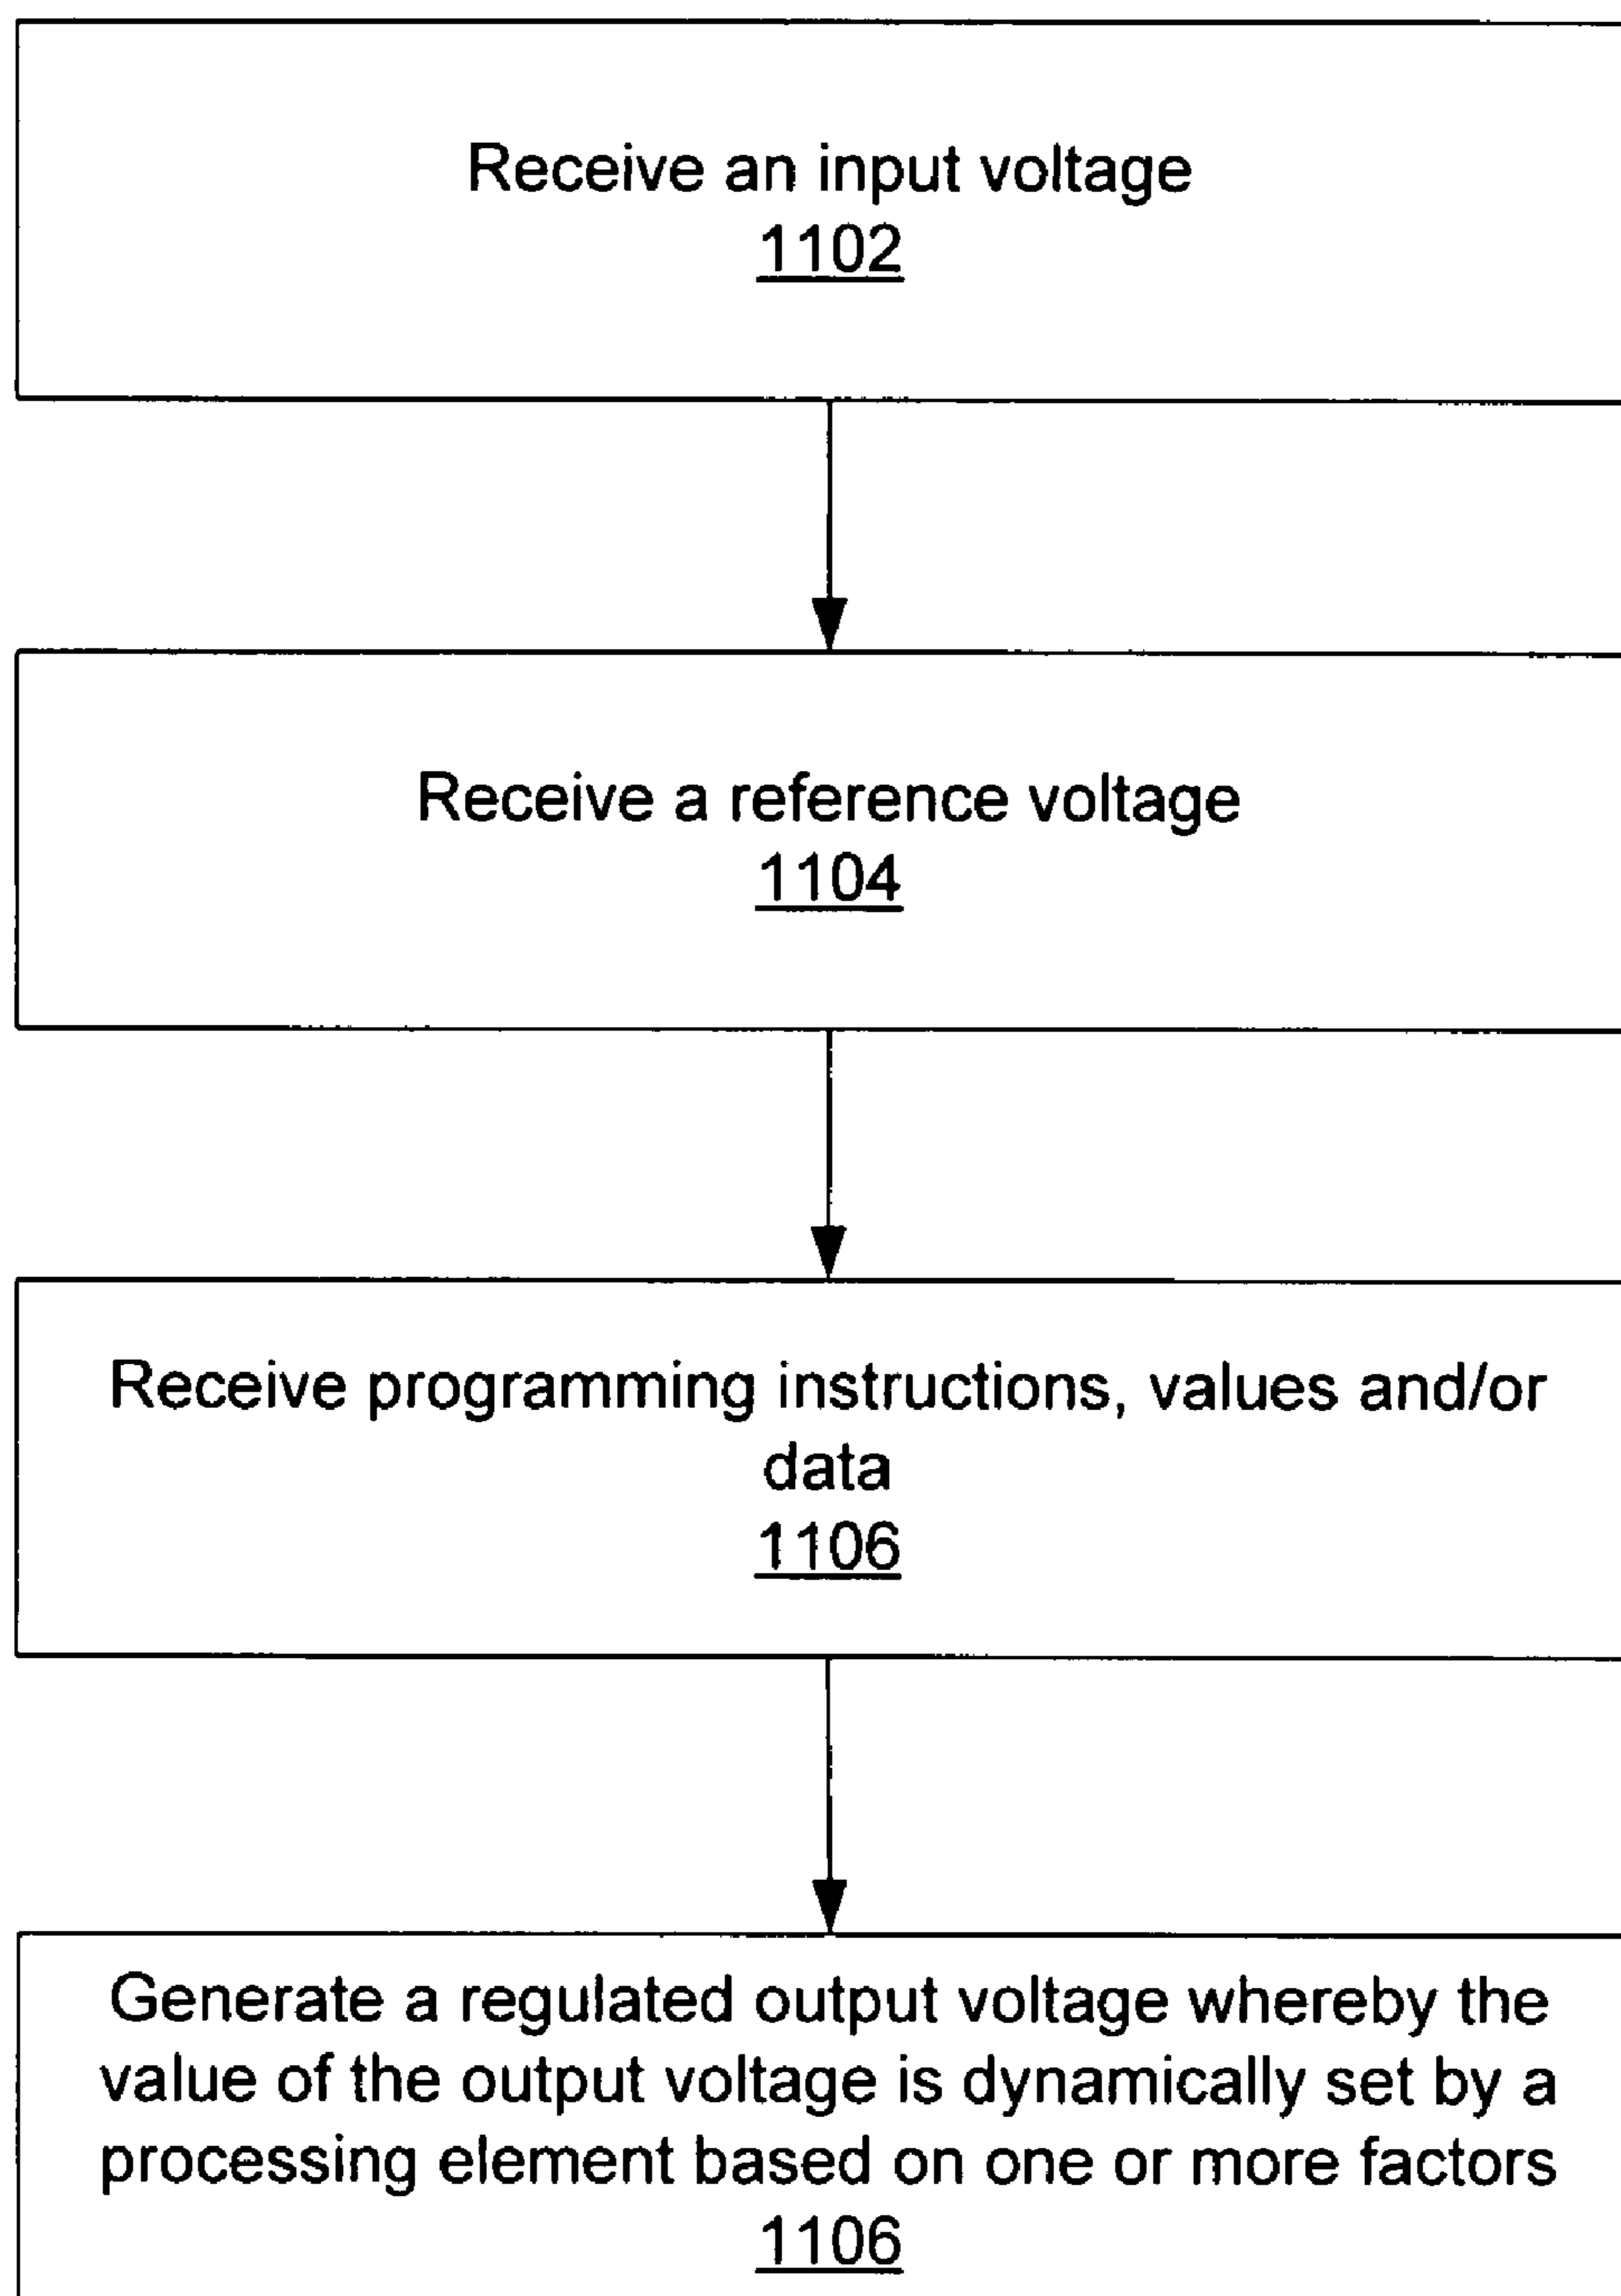 Receive an input voltage
1102
Receive a reference voltage
1104
Receive programming instructions, values and/or
data
1106
Generate a regulated output voltage whereby the
value of the output voltage is dynamically set by a
processing element based on one or more factors
1106